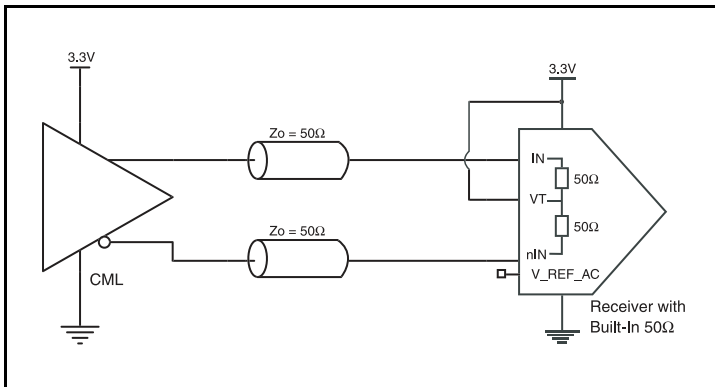 3.3V
3.3V
Zo = 50Ω
IN
50Ω
VT
50Ω
Zo = 50Ω
nIN
V_REF_AC
CML
Receiver with
Built-In 50Ω